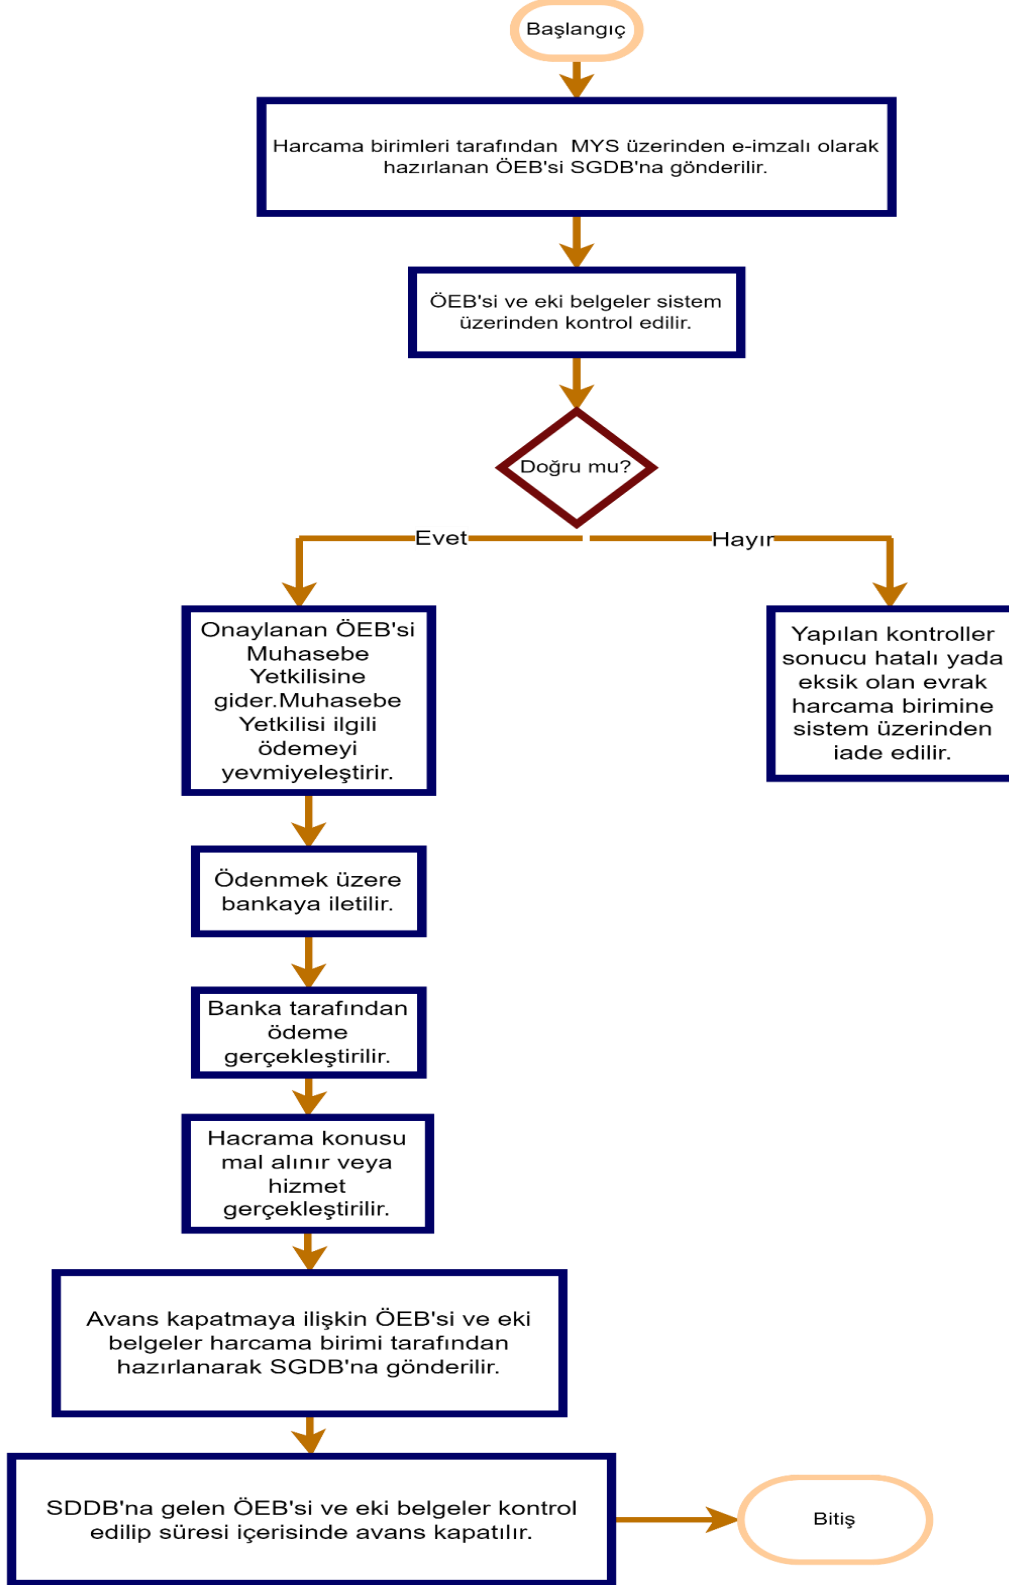 Başlangıç
Harcama birimleri tarafından MYS üzerinden e-imzalı olarak
hazırlanan ÖEB'si SGDB'na gönderilir.
ÖEB'si ve eki belgeler sistem
üzerinden kontrol edilir.
Doğru mu?
Evet
Hayır
Onaylanan ÖEB'si
Muhasebe
Yetkilisine
gider.Muhasebe
Yetkilisi ilgili
ödemeyi
yevmiyeleştirir.
Yapılan kontroller
sonucu hatalı yada
eksik olan evrak
harcama birimine
sistem üzerinden
iade edilir.
Ödenmek üzere
bankaya iletilir.
Banka tarafından
ödeme
gerçekleştirilir.
Hacrama konusu
mal alınır veya
hizmet
gerçekleştirilir.
Avans kapatmaya ilişkin ÖEB'si ve eki
belgeler harcama birimi tarafından
hazırlanarak SGDB'na gönderilir.
SDDB'na gelen ÖEB'si ve eki belgeler kontrol
edilip süresi içerisinde avans kapatılır.
Bitiş